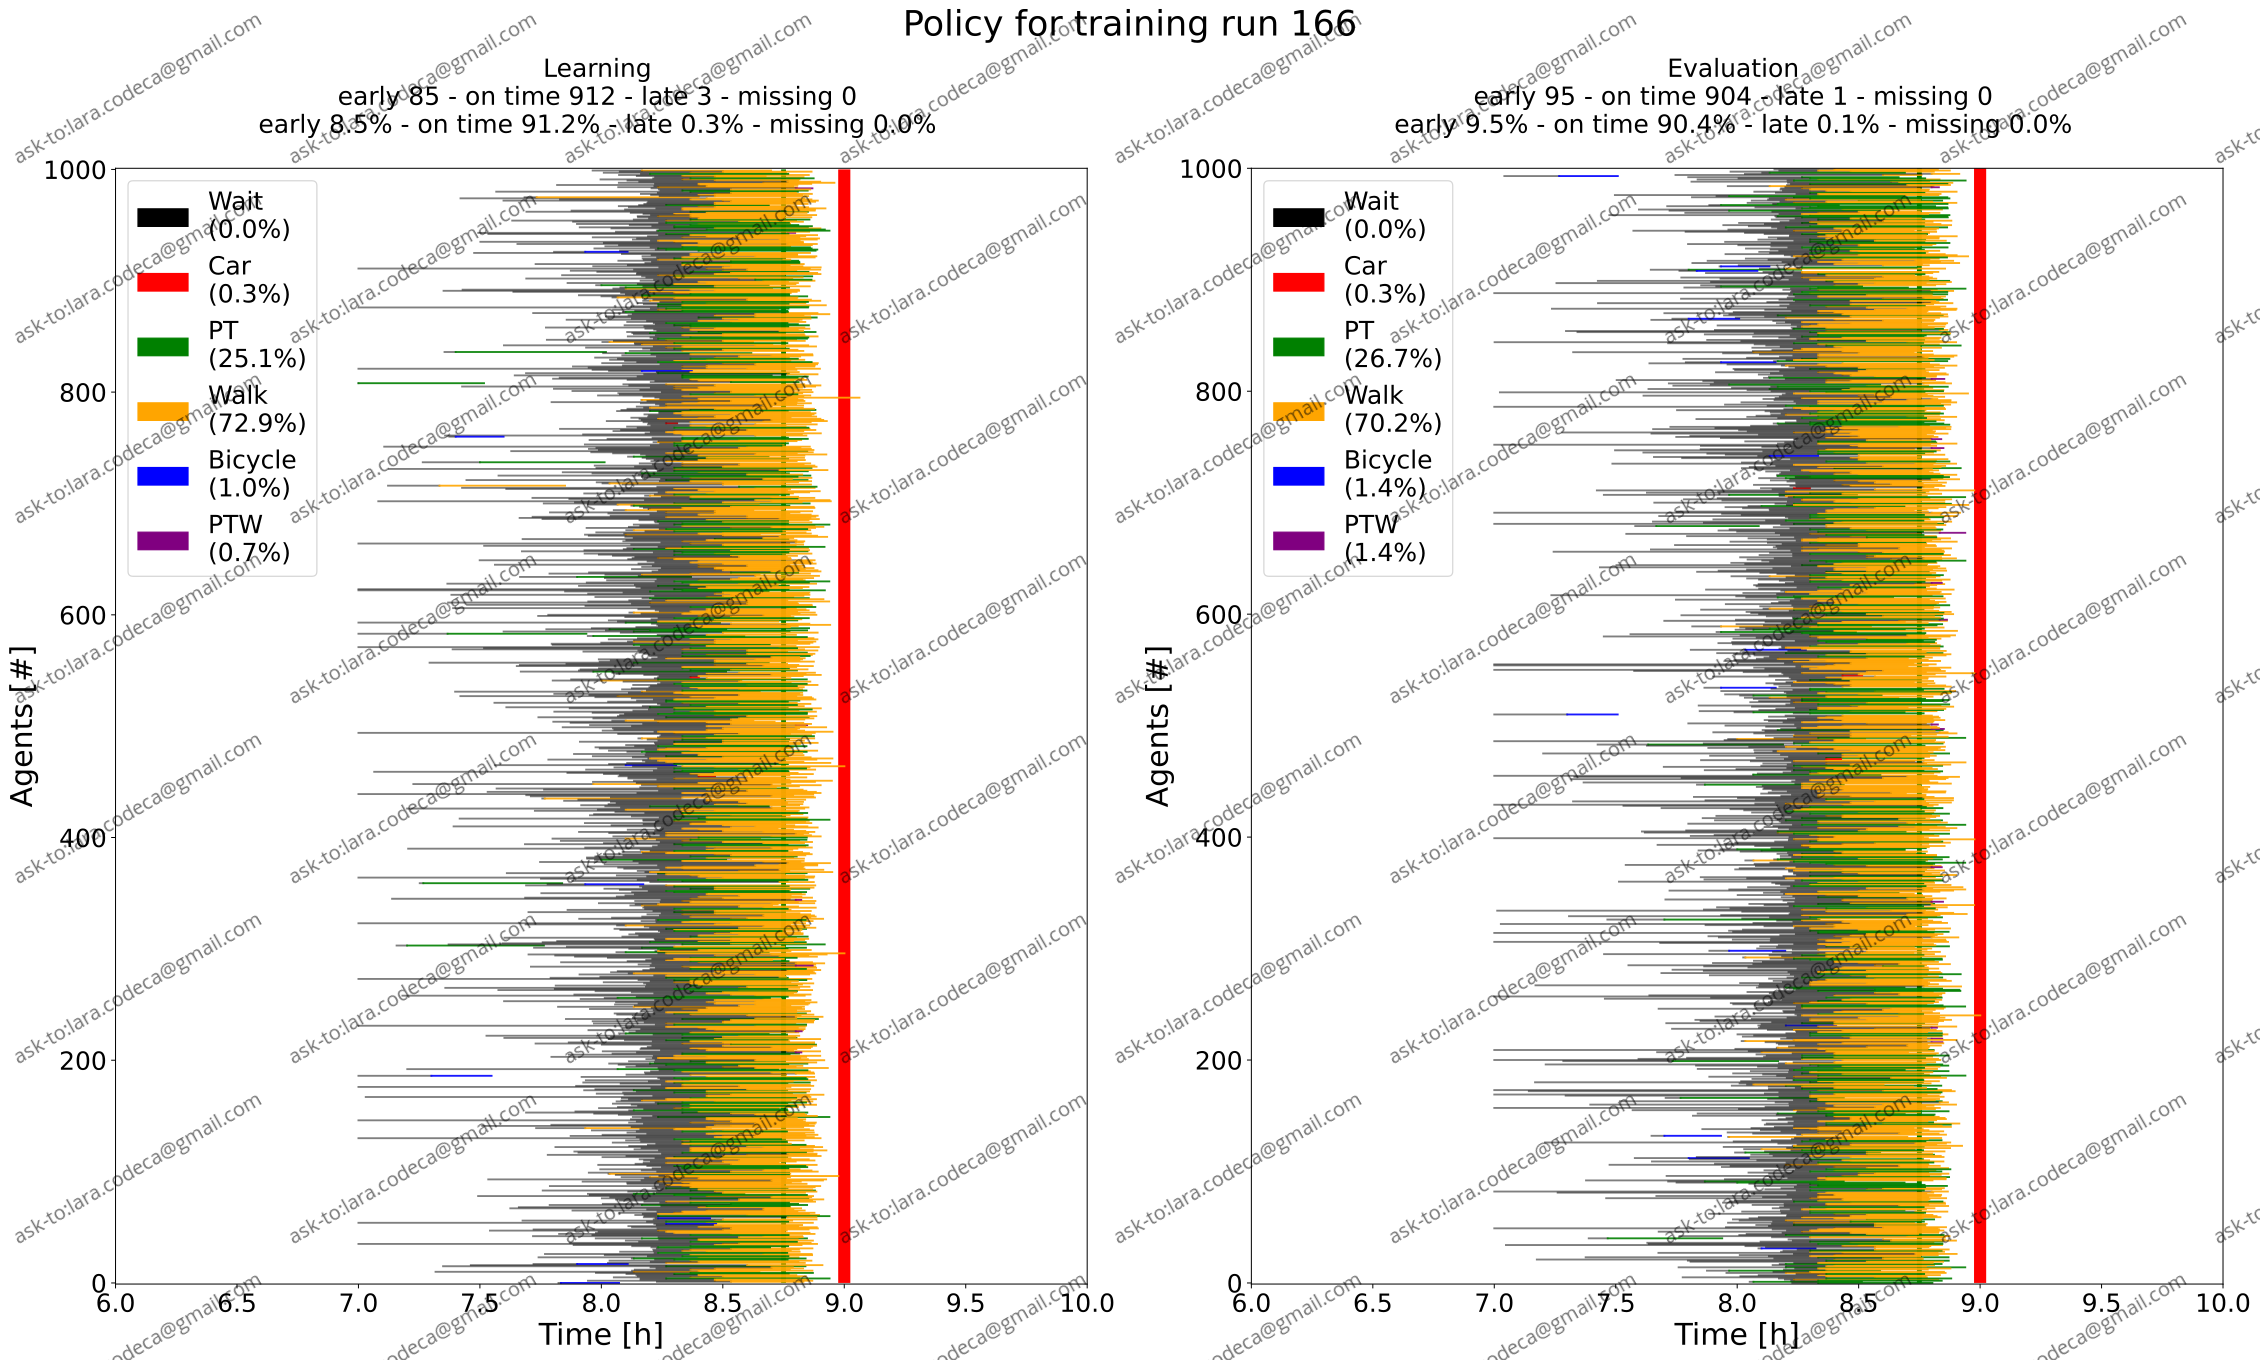 Policy for training run 166
Learning
early 85 - on time 912 - late 3 - missing 0
early 8.5% - on time 91.2% - late 0.3% - missing 0.0%
Wait
(0.0%)
Car
(0.3%)
PT
(25.1%)
Walk
(72.9%)
Bicycle
(1.0%)
PTW
(0.7%)
1000
800
600
400
200
0
Agents [#]
6.0 6.5 7.0 7.5 8.0 8.5 9.0 9.5 10.0
Time [h]
Evaluation
early 95 - on time 904 - late 1 - missing 0
early 9.5% - on time 90.4% - late 0.1% - missing 0.0%
Wait
(0.0%)
Car
(0.3%)
PT
(26.7%)
Walk
(70.2%)
Bicycle
(1.4%)
PTW
(1.4%)
1000
800
600
400
200
0
Agents [#]
6.0 6.5 7.0 7.5 8.0 8.5 9.0 9.5 10.0
Time [h]
ask-to:lara.codeca@gmail.com